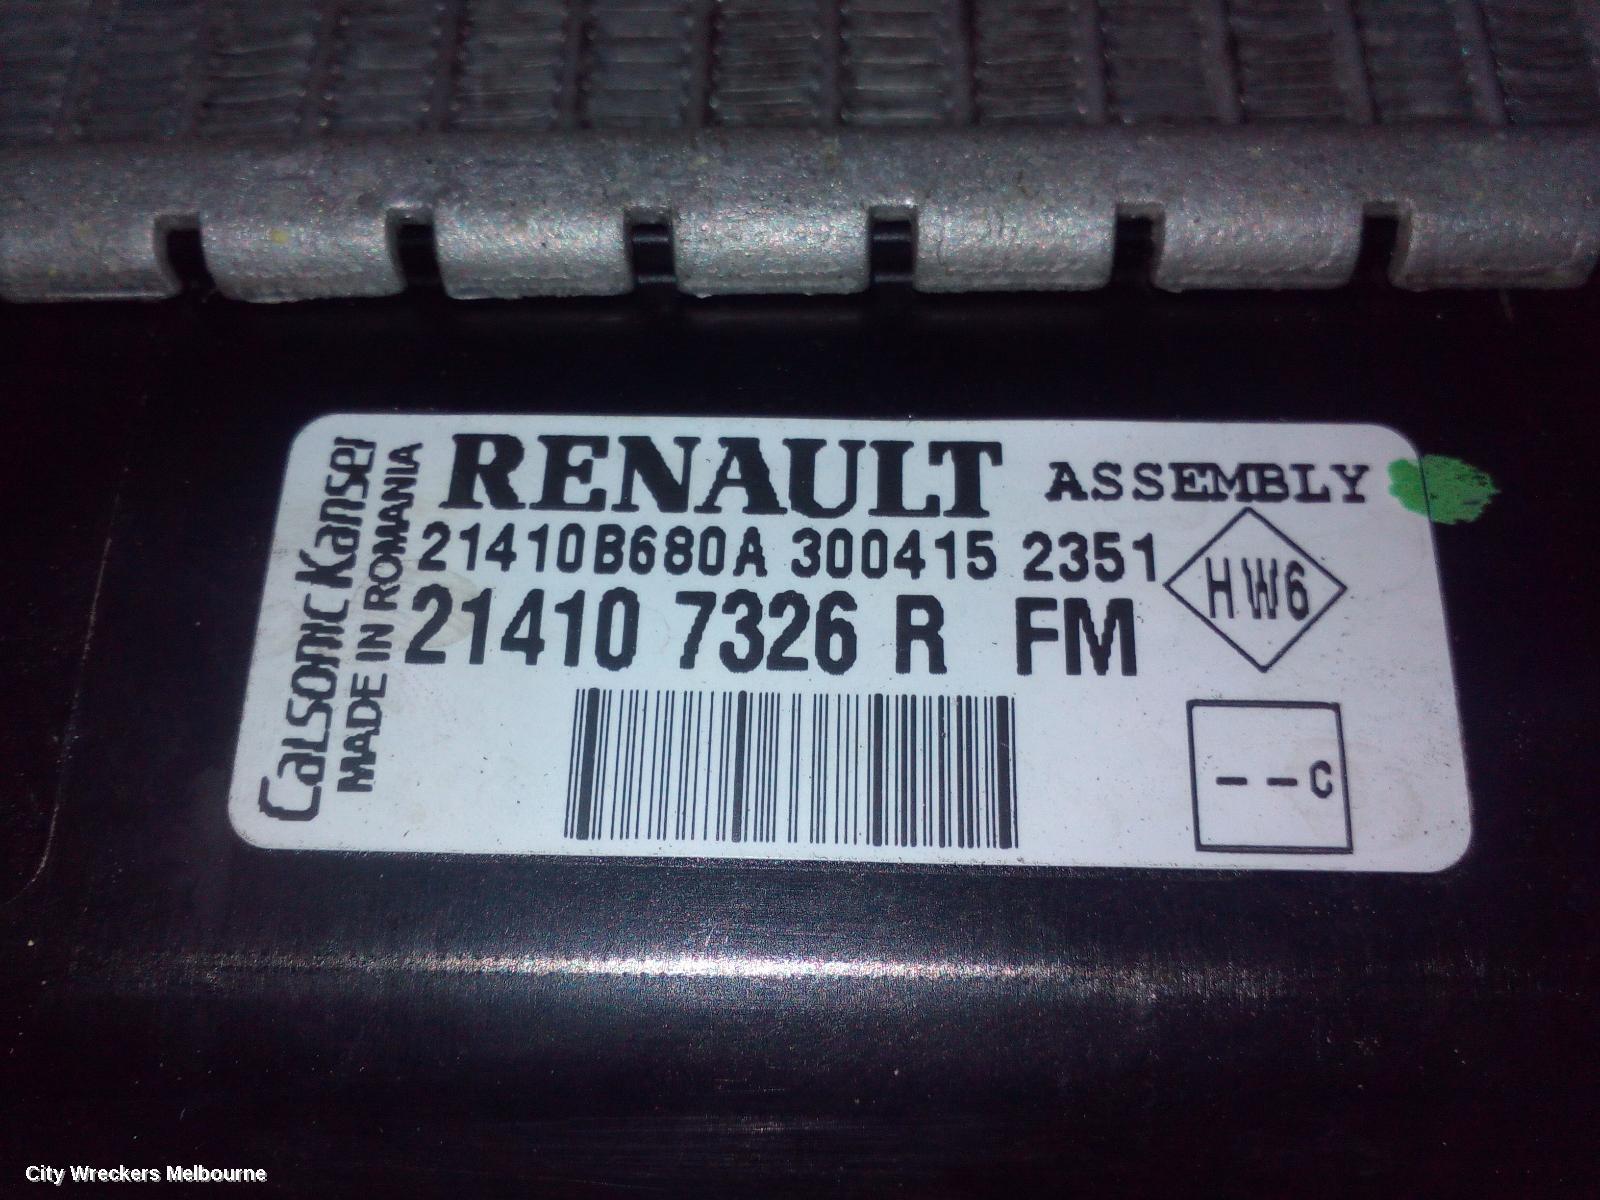 Calsonic Kansei
MADE IN ROMANIA
RENAULT ASSEMBLY
21410B680A 300415 2351
HW6
21410 7326 R FM
--C
City Wreckers Melbourne